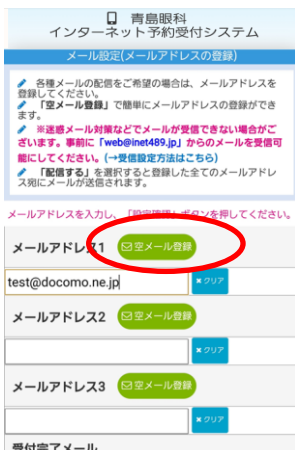 青島眼科
インターネット予約受付システム
メール設定(メールアドレスの登録)
各種メールの配信をご希望の場合は、メールアドレスを
登録してください。
「空メール登録」で簡単にメールアドレスの登録ができ
ます。
※迷惑メール対策などでメールが受信できない場合がご
ざいます。事前に「web@inet489.jp」からのメールを受信可
能にしてください。(→受信設定方法はこちら)
「配信する」を選択すると登録した全てのメールアドレ
ス宛にメールが送信されます。
メールアドレスを入力し、「設定確認」ボタンを押してください。
メールアドレス1 空メール登録
test@docomo.ne.jp ×クリア
メールアドレス2 空メール登録
×クリア
メールアドレス3 空メール登録
×クリア
受付完了メール